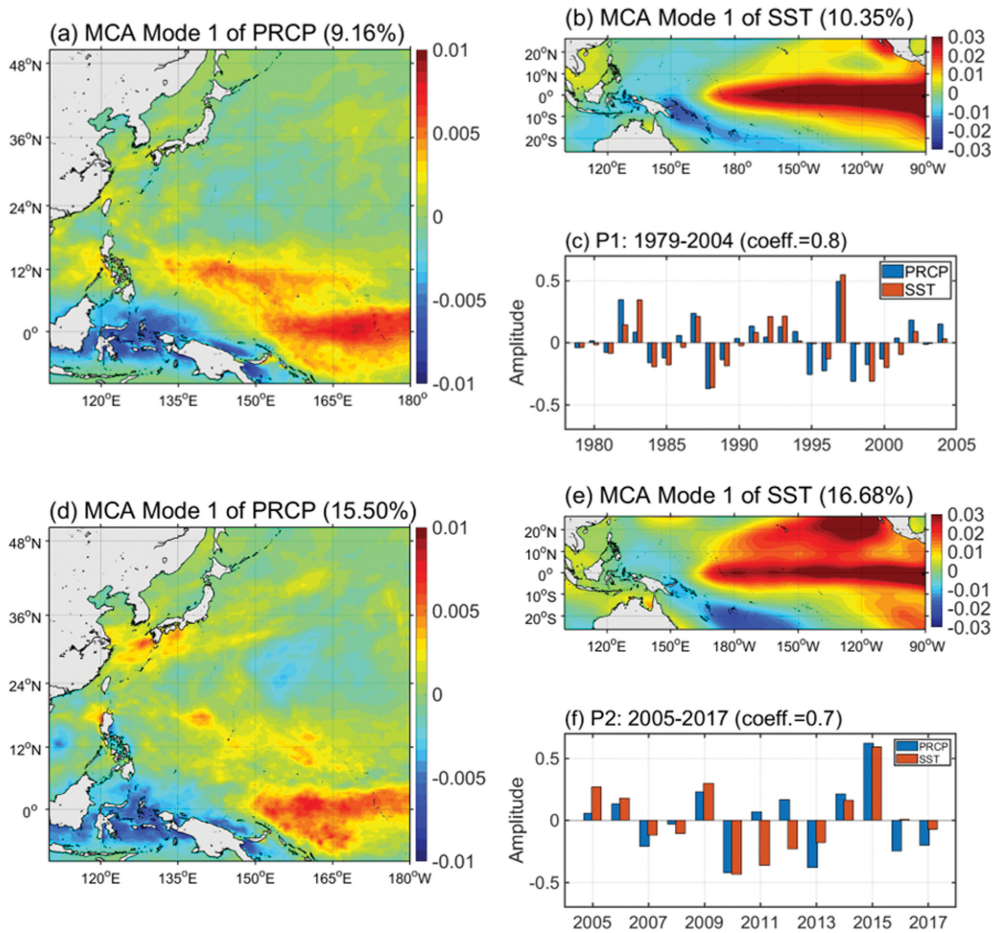 (a) MCA Mode 1 of PRCP (9.16%)
48°N
36°N
24°N
12°N
0°
120°E 135°E 150°E 165°E 180°
0.01
0.005
0
-0.005
-0.01
(b) MCA Mode 1 of SST (10.35%)
20°N
10°N
0°
10°S
20°S
120°E 150°E 180° 150°W 120°W 90°W
0.03
0.02
0.01
0
-0.01
-0.02
-0.03
(c) P1: 1979-2004 (coeff.=0.8)
PRCP
SST
Amplitude
0.5
0
-0.5
1980 1985 1990 1995 2000 2005
(d) MCA Mode 1 of PRCP (15.50%)
48°N
36°N
24°N
12°N
0°
120°E 135°E 150°E 165°E 180°W
0.01
0.005
0
-0.005
-0.01
(e) MCA Mode 1 of SST (16.68%)
20°N
10°N
0°
10°S
20°S
120°E 150°E 180° 150°W 120°W 90°W
0.03
0.02
0.01
0
-0.01
-0.02
-0.03
(f) P2: 2005-2017 (coeff.=0.7)
PRCP
SST
Amplitude
0.5
0
-0.5
2005 2007 2009 2011 2013 2015 2017